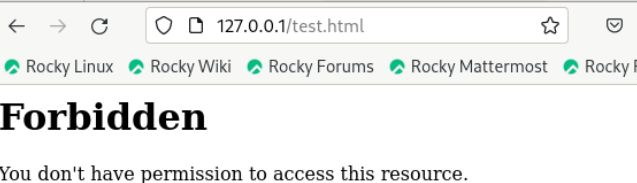 127.0.0.1/test.html
Rocky Linux Rocky Wiki Rocky Forums Rocky Mattermost Rocky
Forbidden
You don't have permission to access this resource.